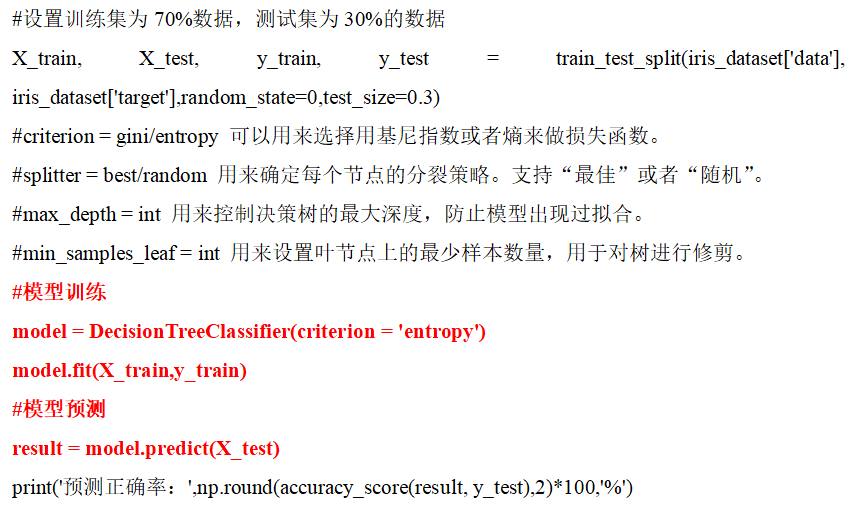 #设置训练集为70%数据，测试集为30%的数据
X_train, X_test, y_train, y_test = train_test_split(iris_dataset['data'],
iris_dataset['target'],random_state=0,test_size=0.3)
#criterion = gini/entropy 可以用来选择用基尼指数或者熵来做损失函数。
#splitter = best/random 用来确定每个节点的分裂策略。支持“最佳”或者“随机”。
#max_depth = int 用来控制决策树的最大深度，防止模型出现过拟合。
#min_samples_leaf = int 用来设置叶节点上的最少样本数量，用于对树进行修剪。
#模型训练
model = DecisionTreeClassifier(criterion = 'entropy')
model.fit(X_train,y_train)
#模型预测
result = model.predict(X_test)
print('预测正确率：',np.round(accuracy_score(result, y_test),2)*100,'%')